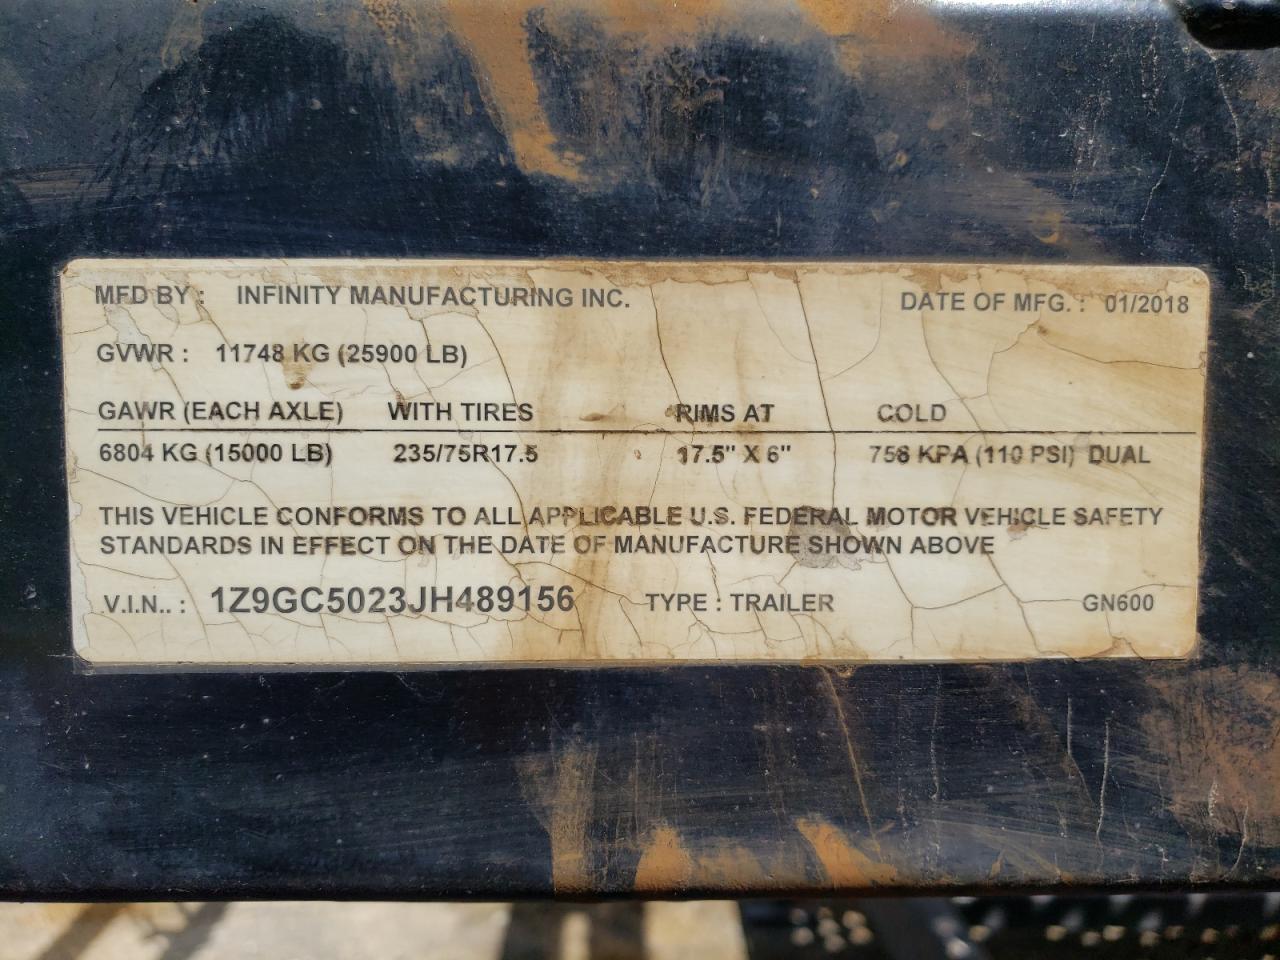 MFD BY : INFINITY MANUFACTURING INC. DATE OF MFG. : 01/2018
GVWR : 11748 KG (25900 LB)
GAWR (EACH AXLE) WITH TIRES RIMS AT COLD
6804 KG (15000 LB) 235/75R17.5 17.5" X 6" 758 KPA (110 PSI) DUAL
THIS VEHICLE CONFORMS TO ALL APPLICABLE U.S. FEDERAL MOTOR VEHICLE SAFETY
STANDARDS IN EFFECT ON THE DATE OF MANUFACTURE SHOWN ABOVE
V.I.N.. : 1Z9GC5023JH489156 TYPE : TRAILER GN600